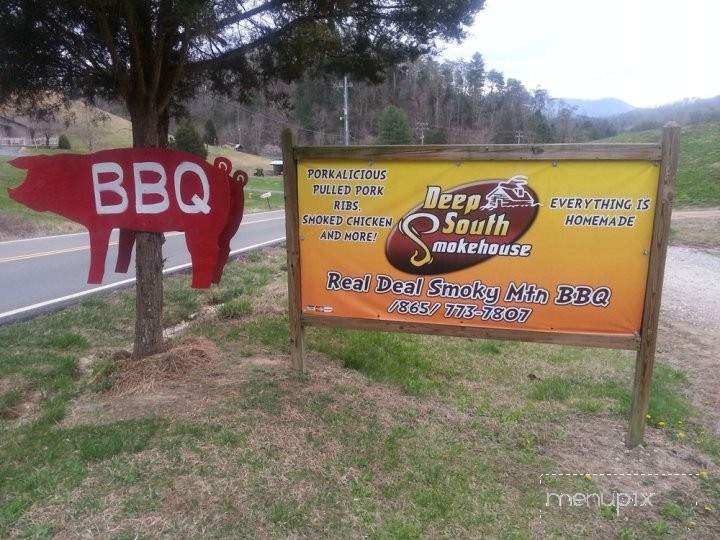 BBQ
PORKALICIOUS
PULLED PORK
RIBS,
SMOKED CHICKEN
AND MORE!
Deep
South
Smokehouse
EVERYTHING IS
HOMEMADE
Real Deal Smoky Mtn BBQ
/865/ 773-7807
menupix